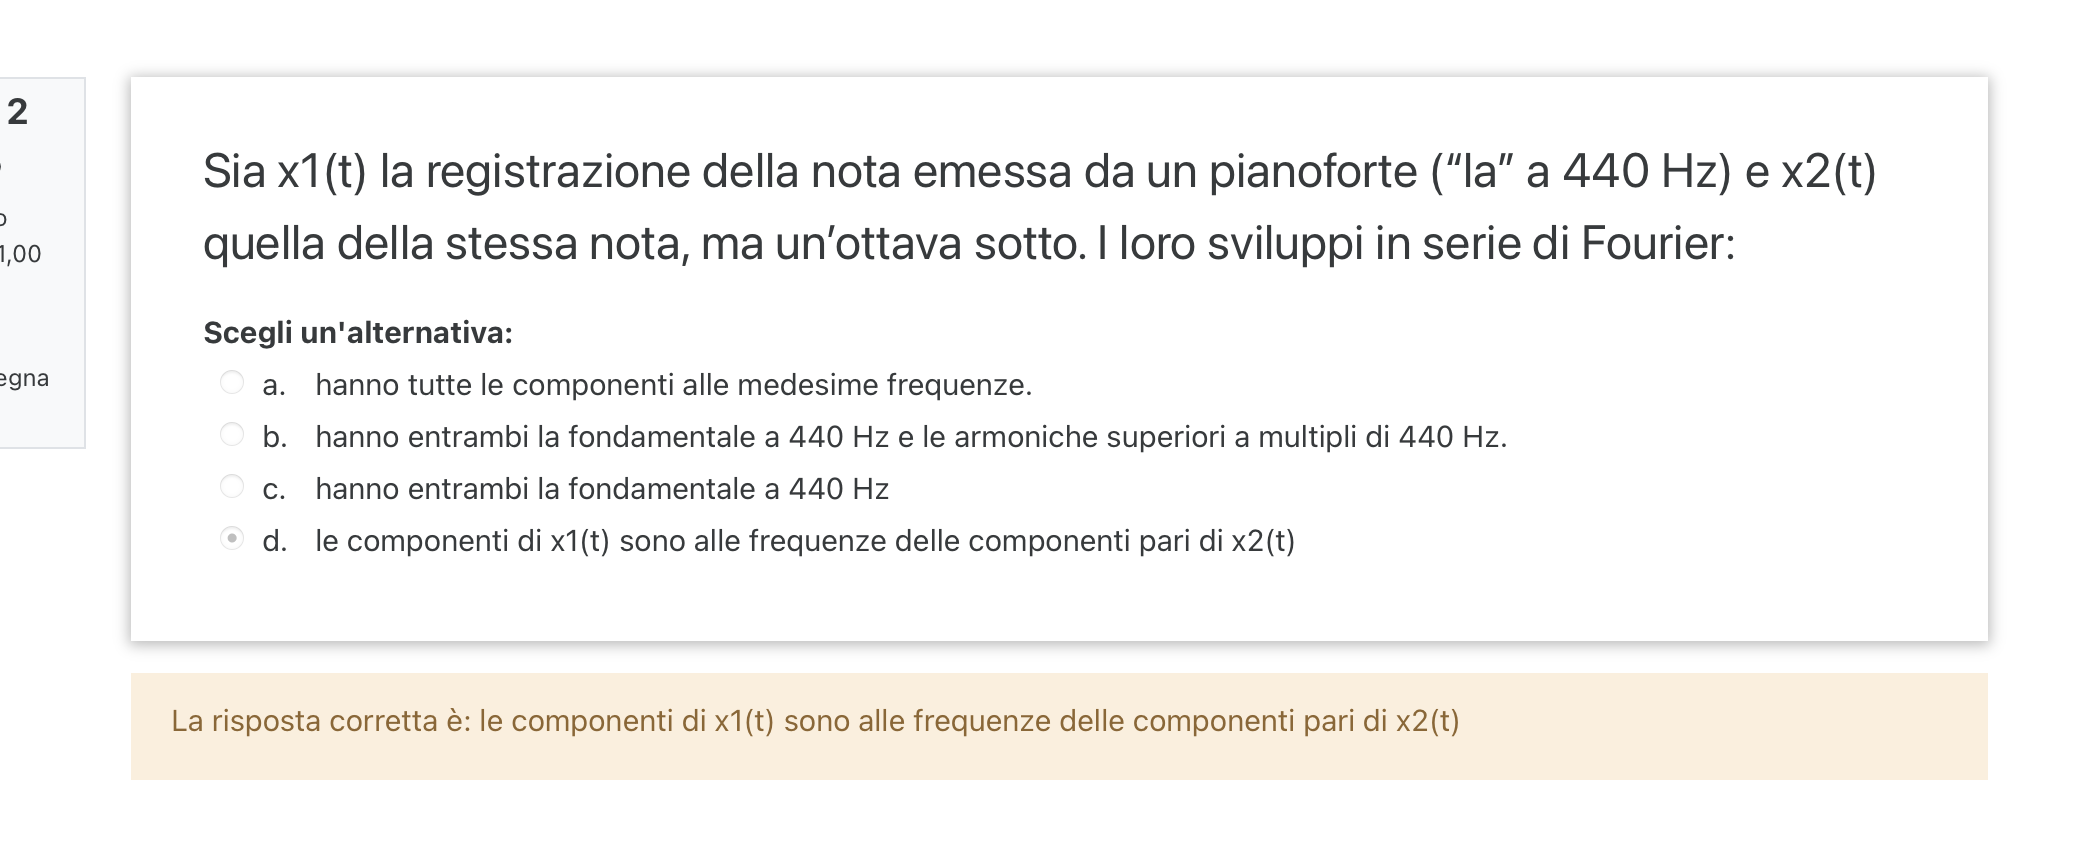 2
1,00
Sia x1(t) la registrazione della nota emessa da un pianoforte (“la” a 440 Hz) e x2(t)
quella della stessa nota, ma un’ottava sotto. I loro sviluppi in serie di Fourier:
Scegli un'alternativa:
a. hanno tutte le componenti alle medesime frequenze.
b. hanno entrambi la fondamentale a 440 Hz e le armoniche superiori a multipli di 440 Hz.
c. hanno entrambi la fondamentale a 440 Hz
egna
d. le componenti di x1(t) sono alle frequenze delle componenti pari di x2(t)
La risposta corretta è: le componenti di x1(t) sono alle frequenze delle componenti pari di x2(t)